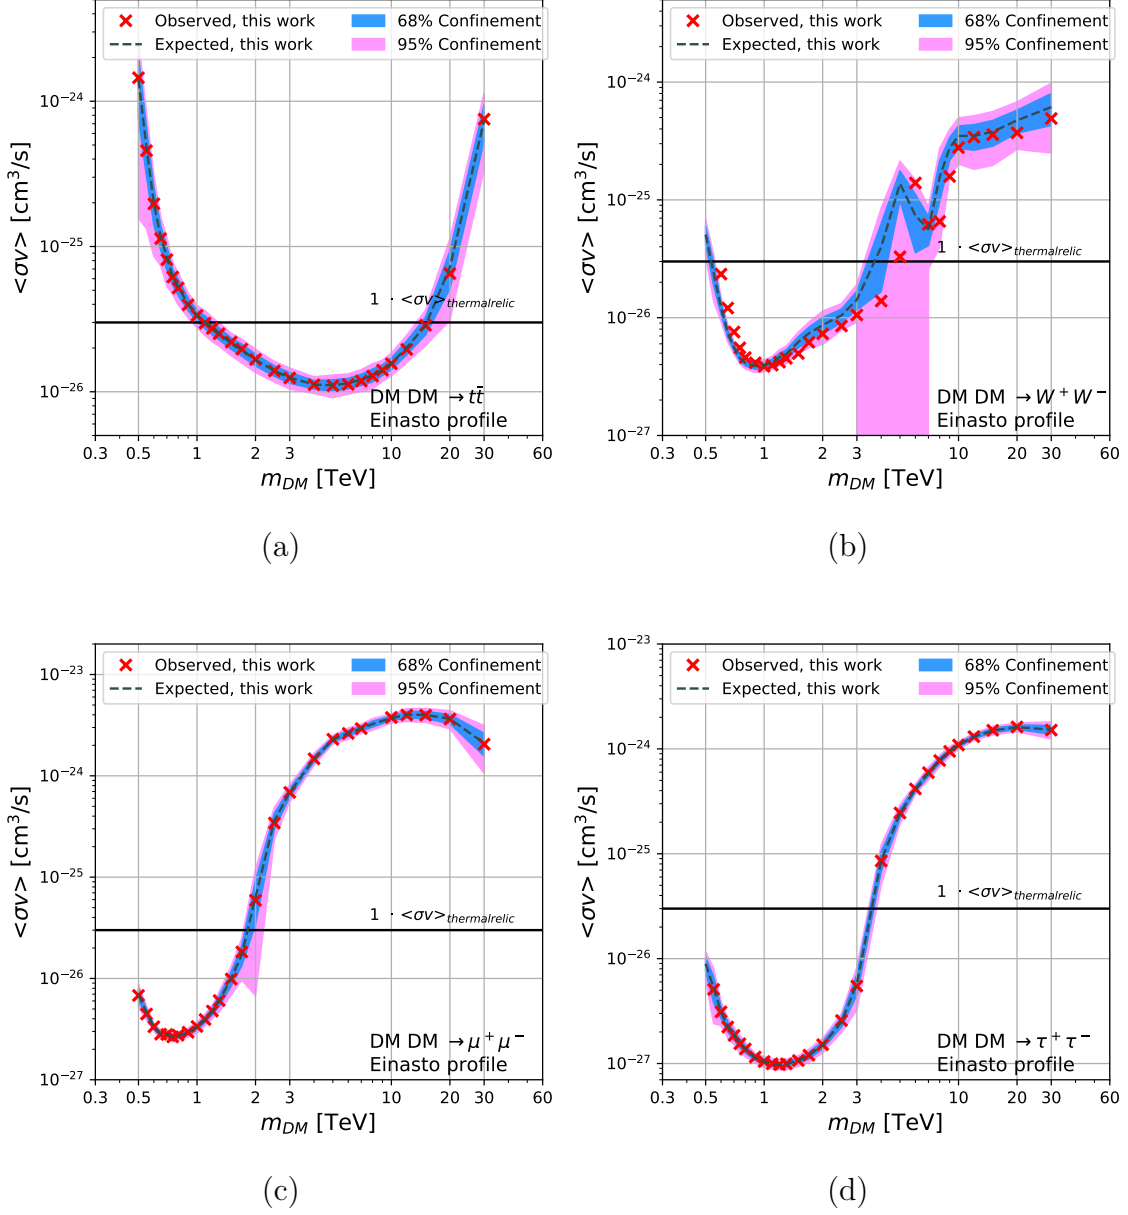 Observed, this work
Expected, this work
68% Confinement
95% Confinement
10⁻²⁴
10⁻²⁵
10⁻²⁶
<σv> [cm³/s]
1 · <σv>thermalrelic
DM DM → tt̄
Einasto profile
0.3 0.5 1 2 3 10 20 30 60
m_DM [TeV]
(a)
Observed, this work
Expected, this work
68% Confinement
95% Confinement
10⁻²⁴
10⁻²⁵
10⁻²⁶
10⁻²⁷
<σv> [cm³/s]
1 · <σv>thermalrelic
DM DM → W⁺W⁻
Einasto profile
0.3 0.5 1 2 3 10 20 30 60
m_DM [TeV]
(b)
Observed, this work
Expected, this work
68% Confinement
95% Confinement
10⁻²³
10⁻²⁴
10⁻²⁵
10⁻²⁶
10⁻²⁷
<σv> [cm³/s]
1 · <σv>thermalrelic
DM DM → μ⁺μ⁻
Einasto profile
0.3 0.5 1 2 3 10 20 30 60
m_DM [TeV]
(c)
Observed, this work
Expected, this work
68% Confinement
95% Confinement
10⁻²³
10⁻²⁴
10⁻²⁵
10⁻²⁶
10⁻²⁷
<σv> [cm³/s]
1 · <σv>thermalrelic
DM DM → τ⁺τ⁻
Einasto profile
0.3 0.5 1 2 3 10 20 30 60
m_DM [TeV]
(d)